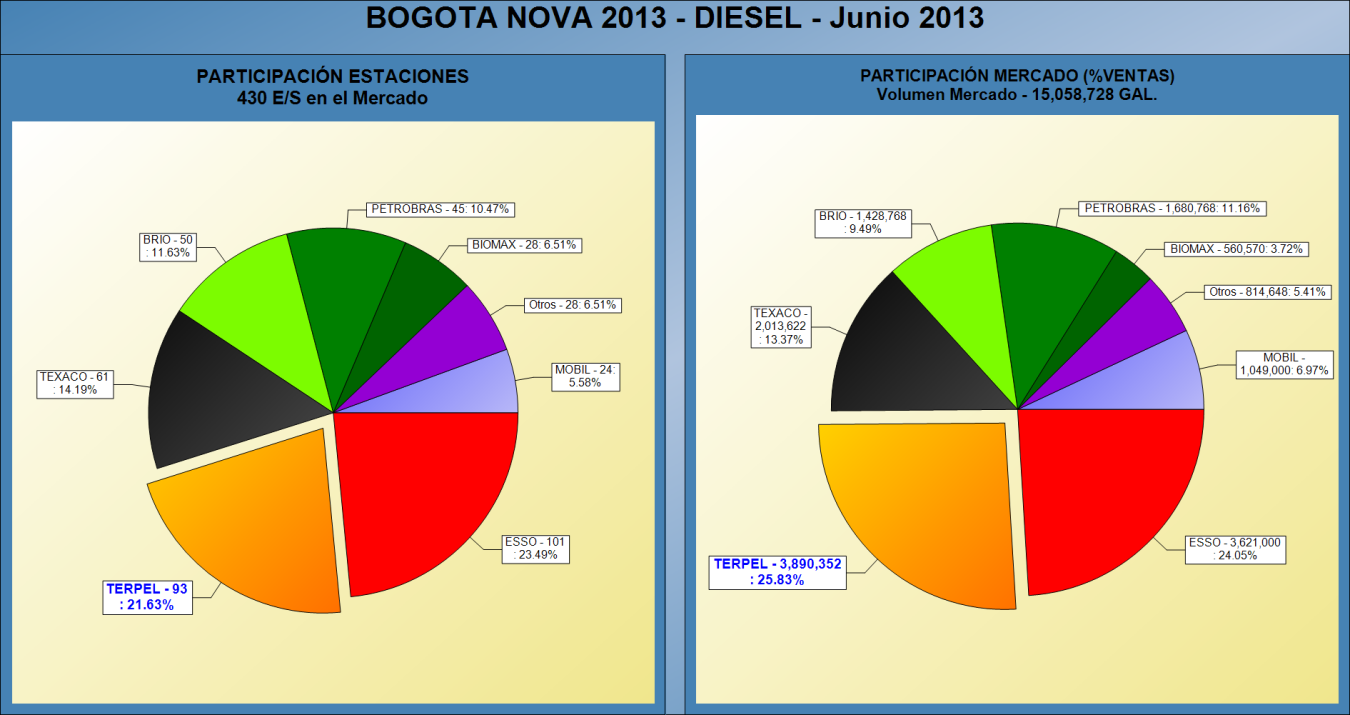 BOGOTA NOVA 2013 - DIESEL - Junio 2013
PARTICIPACIÓN ESTACIONES
430 E/S en el Mercado
PETROBRAS - 45: 10.47%
BRIO - 50
: 11.63%
BIOMAX - 28: 6.51%
Otros - 28: 6.51%
TEXACO - 61
: 14.19%
MOBIL - 24:
5.58%
ESSO - 101
: 23.49%
TERPEL - 93
: 21.63%
PARTICIPACIÓN MERCADO (%VENTAS)
Volumen Mercado - 15,058,728 GAL.
PETROBRAS - 1,680,768: 11.16%
BRIO - 1,428,768
: 9.49%
BIOMAX - 560,570: 3.72%
Otros - 814,648: 5.41%
TEXACO -
2,013,622
: 13.37%
MOBIL -
1,049,000: 6.97%
ESSO - 3,621,000
: 24.05%
TERPEL - 3,890,352
: 25.83%